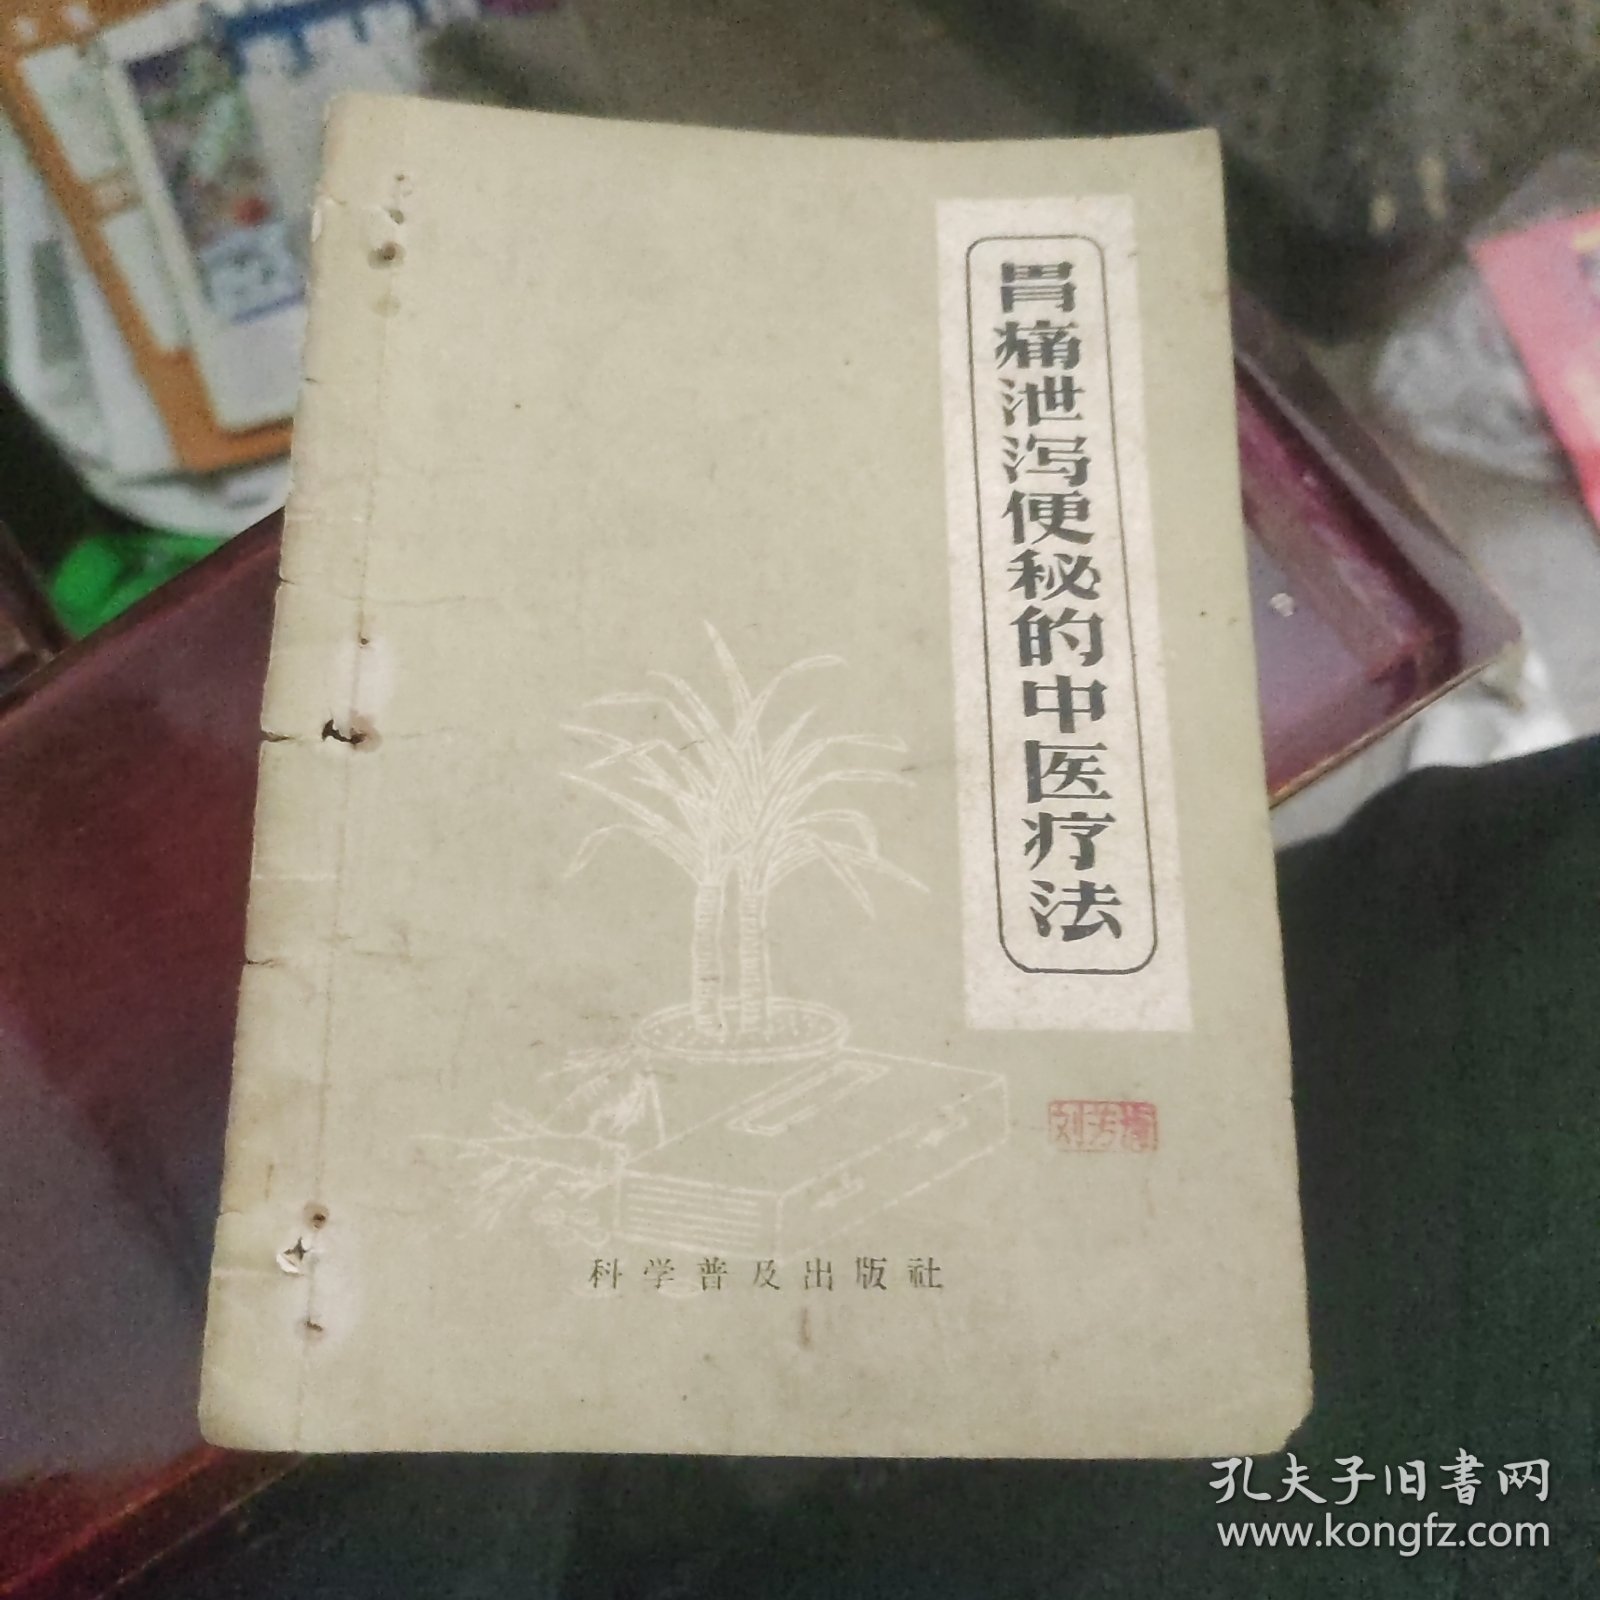 胃痛泄泻便秘的中医疗法
科学普及出版社
孔夫子旧书网
www.kongfz.com